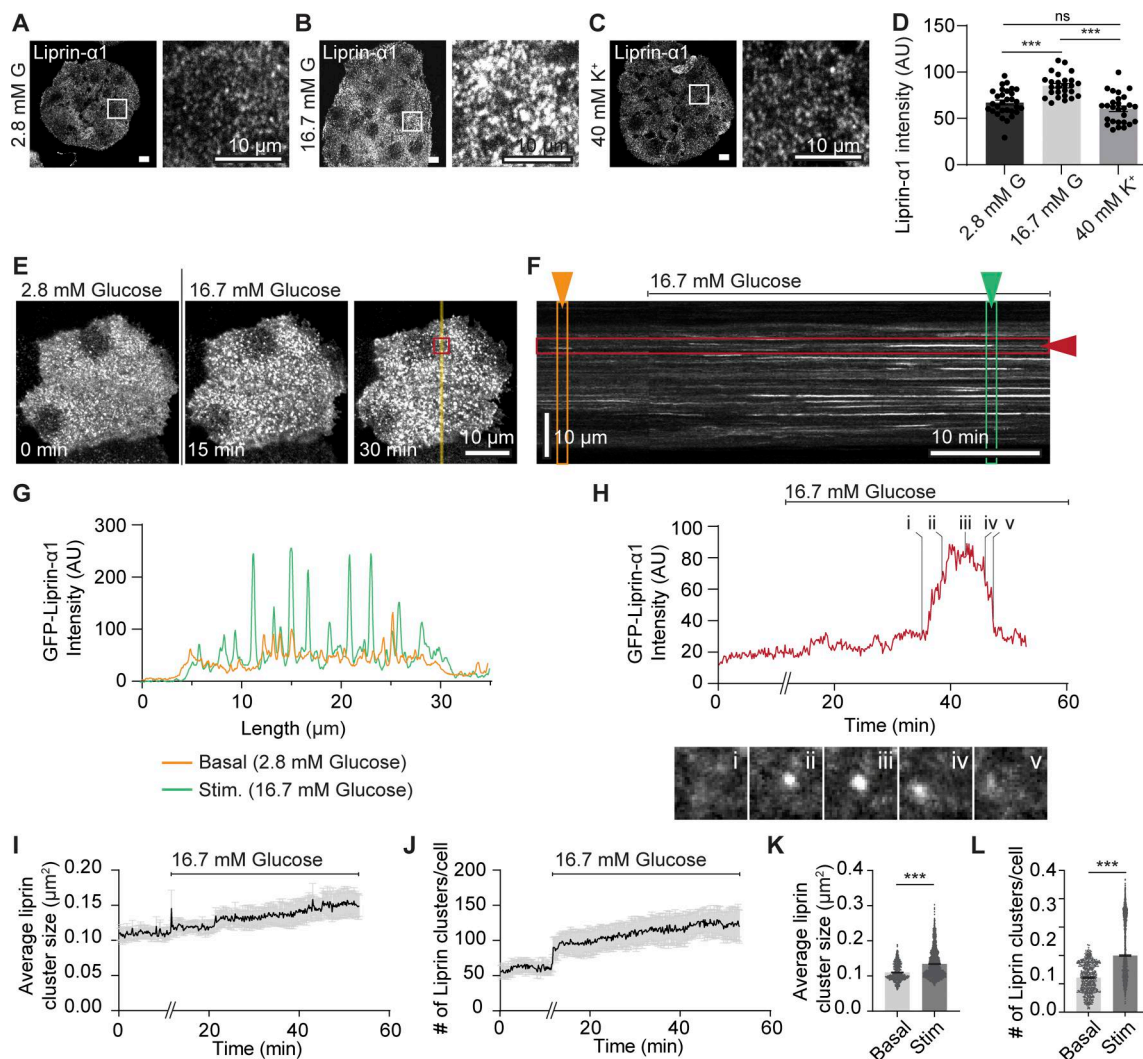 A
B
C
D
2.8 mM G
Liprin-α1
10 µm
16.7 mM G
Liprin-α1
10 µm
40 mM K⁺
Liprin-α1
10 µm
Liprin-α1 intensity (AU)
ns
***
***
150
100
50
0
2.8 mM G
16.7 mM G
40 mM K⁺
E
2.8 mM Glucose
16.7 mM Glucose
0 min
15 min
30 min
10 µm
F
16.7 mM Glucose
10 µm
10 min
G
GFP-Liprin-α1
Intensity (AU)
300
200
100
0
0
10
20
30
Length (µm)
Basal (2.8 mM Glucose)
Stim. (16.7 mM Glucose)
H
16.7 mM Glucose
i
ii
iii
iv
v
GFP-Liprin-α1
Intensity (AU)
100
80
60
40
20
0
0
20
40
60
Time (min)
i
ii
iii
iv
v
I
16.7 mM Glucose
Average liprin
cluster size (µm²)
0.20
0.15
0.10
0.05
0.00
0
20
40
60
Time (min)
J
16.7 mM Glucose
# of Liprin clusters/cell
200
150
100
50
0
0
20
40
60
Time (min)
K
***
Average liprin
cluster size (µm²)
0.4
0.3
0.2
0.1
0.0
Basal
Stim
L
***
# of Liprin clusters/cell
0.4
0.3
0.2
0.1
0.0
Basal
Stim